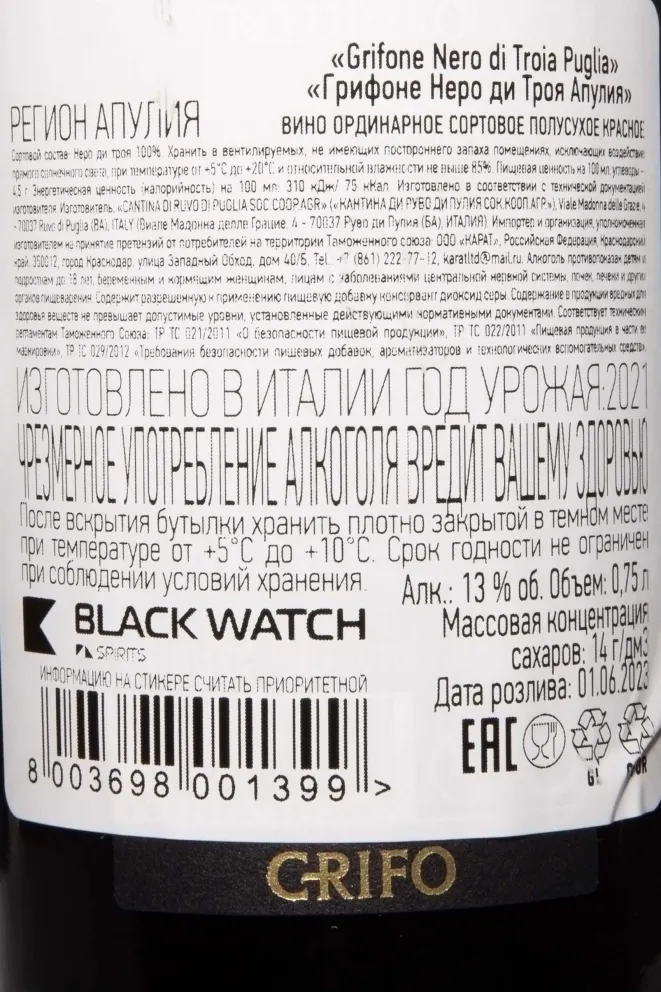 «Grifone Nero di Troia Puglia»
«Грифоне Неро ди Троя Апулия»
РЕГИОН АПУЛИЯ
ВИНО ОРДИНАРНОЕ СОРТОВОЕ ПОЛУСУХОЕ КРАСНОЕ
Сортовой состав: Неро ди троя 100%. Хранить в вентилируемых, не имеющих постороннего запаха помещениях, исключающих воздействие
прямого солнечного света, при температуре от +5°С до +20°С и относительной влажности не выше 85%. Пищевая ценность на 100 мл, углеводы -
4,5 г. Энергетическая ценность (калорийность) на 100 мл: 310 кДж/ 75 кКал. Изготовлено в соответствии с технической документацией
изготовителя. Изготовитель: «CANTINA DI RUVO DI PUGLIA SOC COOP.AGR.» («КАНТИНА ДИ РУВО ДИ ПУЛИЯ СОК.КООП.АГР.»), Viale Madonna delle Grazie, 4
- 70037 Ruvo di Puglia (BA), ITALY (Виале Мадонна делле Грацие, 4 - 70037 Руво ди Пулия (БА), ИТАЛИЯ). Импортер и организация, уполномоченная
изготовителем на принятие претензий от потребителей на территории Таможенного союза: ООО «КАРАТ», Российская Федерация, Краснодарский
край, 350012, город Краснодар, улица Западный Обход, дом 40/5, Тел.: +7 (861) 222-77-12, karatltd@mail.ru. Алкоголь противопоказан детям и
подросткам до 18 лет, беременным и кормящим женщинам, лицам с заболеваниями центральной нервной системы, почек, печени и других
органов пищеварения. Содержит разрешенную к применению пищевую добавку консервант диоксид серы. Содержание в продукции вредных для
здоровья веществ не превышает допустимые уровни, установленные действующими нормативными документами. Соответствует техническим
регламентам Таможенного Союза: ТР ТС 021/2011 «О безопасности пищевой продукции», ТР ТС 022/2011 «Пищевая продукция в части ее
маркировки», ТР ТС 029/2012 «Требования безопасности пищевых добавок, ароматизаторов и технологических вспомогательных средств».
ИЗГОТОВЛЕНО В ИТАЛИИ ГОД УРОЖАЯ:2021
ЧРЕЗМЕРНОЕ УПОТРЕБЛЕНИЕ АЛКОГОЛЯ ВРЕДИТ ВАШЕМУ ЗДОРОВЬЮ
После вскрытия бутылки хранить плотно закрытой в темном месте
при температуре от +5°С до +10°С. Срок годности не ограничен
при соблюдении условий хранения.
Алк.: 13 % об. Объем: 0,75 л
BLACK WATCH
SPIRITS
Массовая концентрация
сахаров: 14 г/дм3
Дата розлива: 01.06.2023
ИНФОРМАЦИЮ НА СТИКЕРЕ СЧИТАТЬ ПРИОРИТЕТНОЙ
8 003698 001399 >
EAC
GRIFO